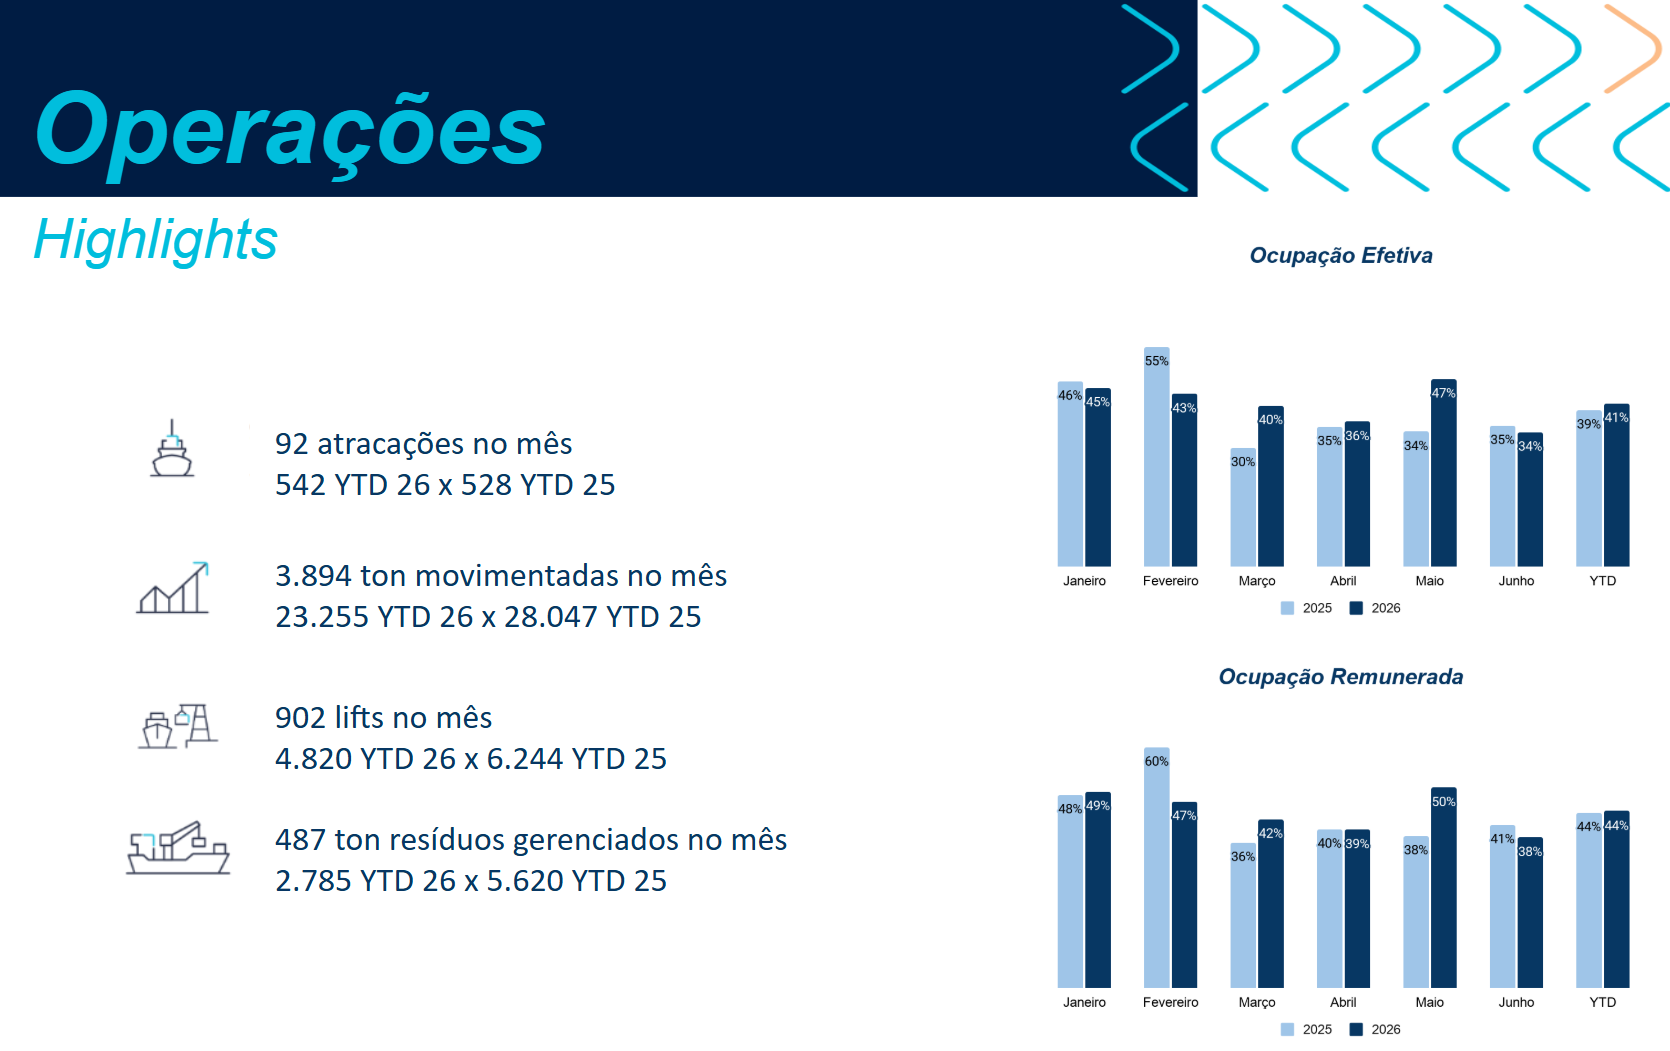 Operações
Highlights
92 atracações no mês
542 YTD 26 x 528 YTD 25
3.894 ton movimentadas no mês
23.255 YTD 26 x 28.047 YTD 25
902 lifts no mês
4.820 YTD 26 x 6.244 YTD 25
487 ton resíduos gerenciados no mês
2.785 YTD 26 x 5.620 YTD 25
Ocupação Efetiva
46% 45% 55% 43% 30% 40% 35% 36% 34% 47% 35% 34% 39% 41%
Janeiro Fevereiro Março Abril Maio Junho YTD
2025 2026
Ocupação Remunerada
48% 49% 60% 47% 36% 42% 40% 39% 38% 50% 41% 38% 44% 44%
Janeiro Fevereiro Março Abril Maio Junho YTD
2025 2026